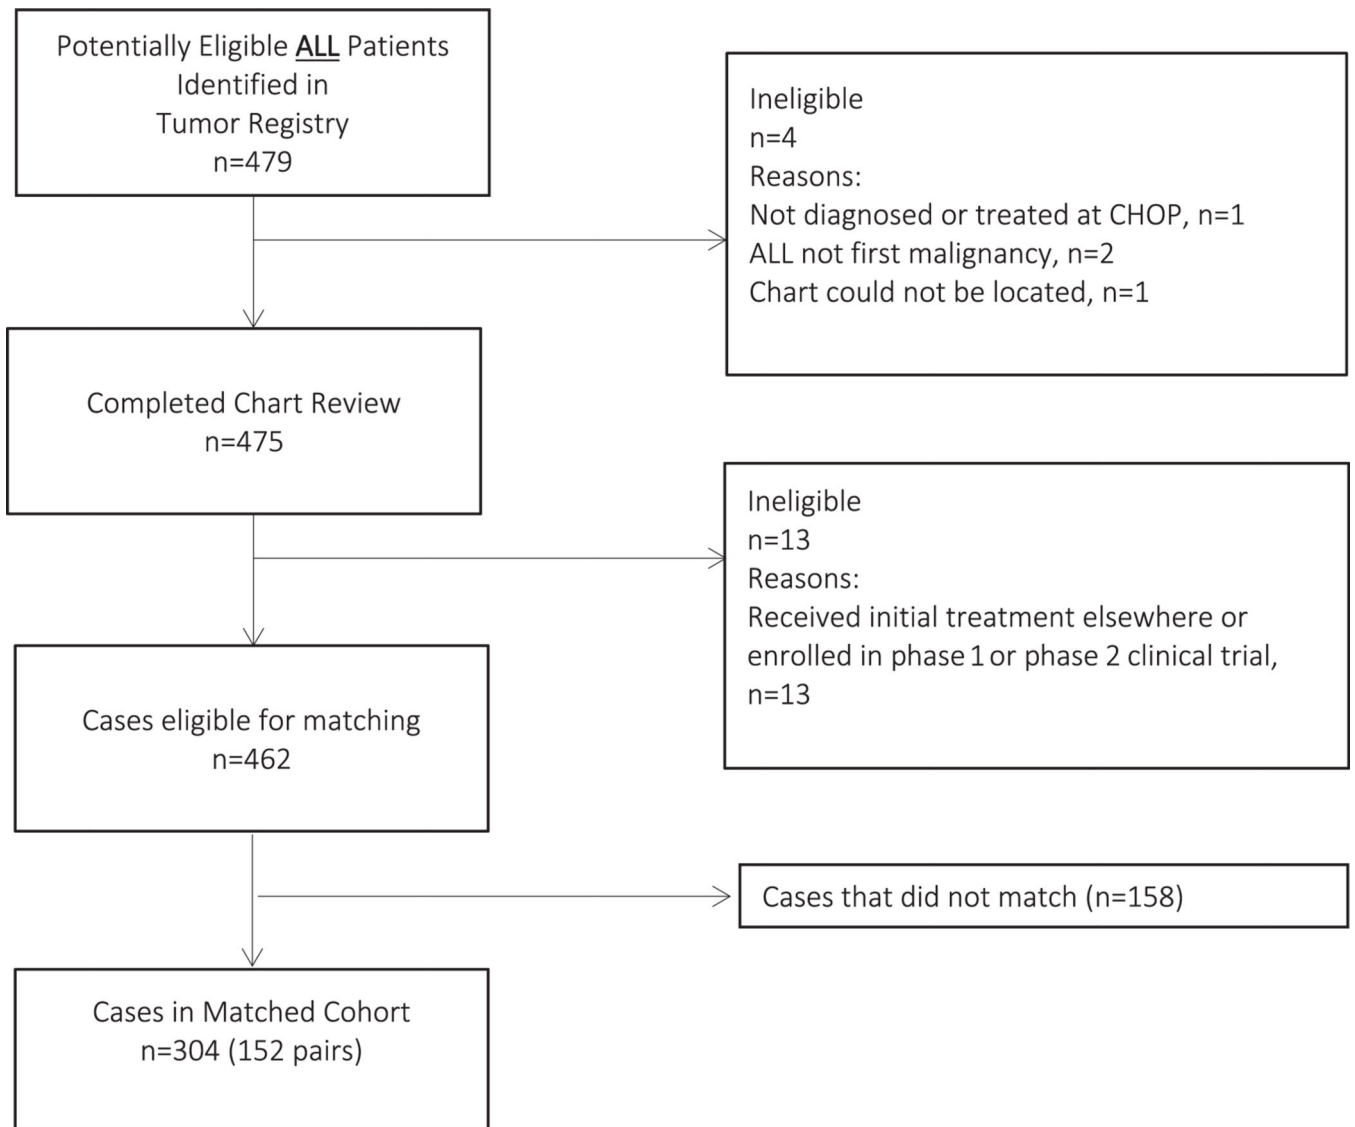 Potentially Eligible ALL Patients
Identified in
Tumor Registry
n=479
Ineligible
n=4
Reasons:
Not diagnosed or treated at CHOP, n=1
ALL not first malignancy, n=2
Chart could not be located, n=1
Completed Chart Review
n=475
Ineligible
n=13
Reasons:
Received initial treatment elsewhere or
enrolled in phase 1 or phase 2 clinical trial,
n=13
Cases eligible for matching
n=462
Cases that did not match (n=158)
Cases in Matched Cohort
n=304 (152 pairs)